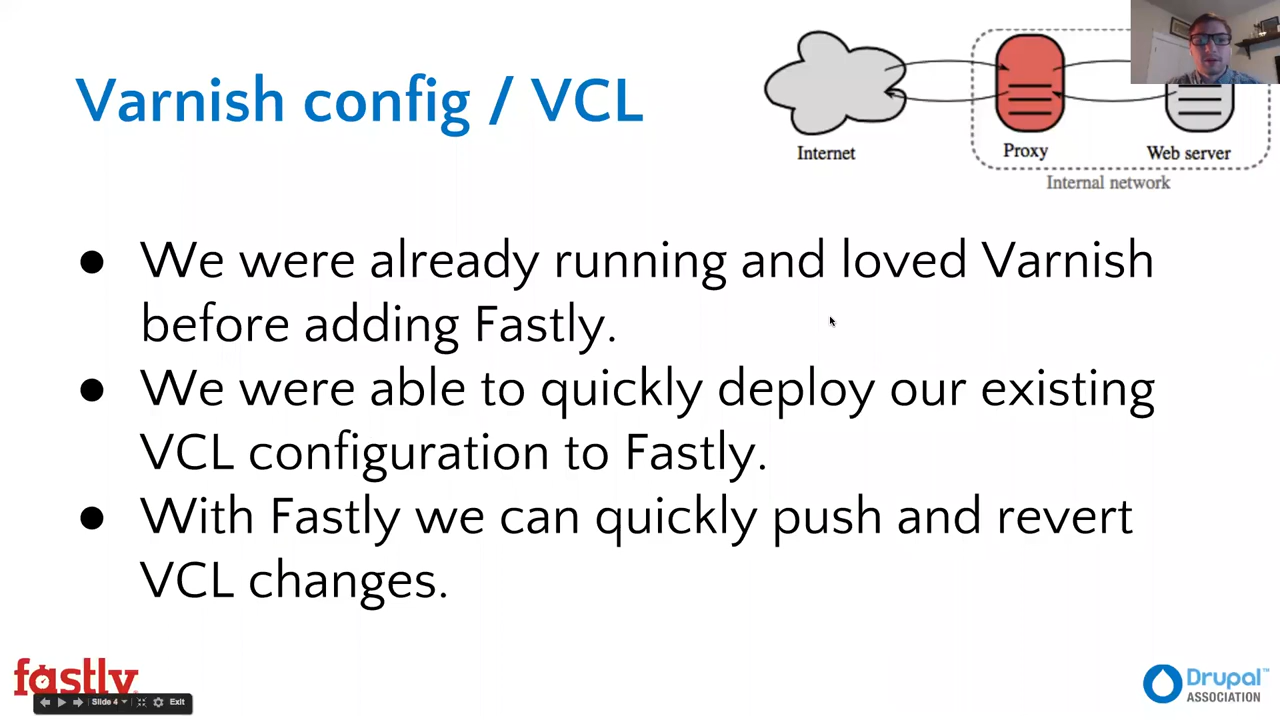 Varnish config / VCL
Internet
Proxy
Web server
Internal network
● We were already running and loved Varnish
before adding Fastly.
● We were able to quickly deploy our existing
VCL configuration to Fastly.
● With Fastly we can quickly push and revert
VCL changes.
fastly
Slide 4
Exit
Drupal™
ASSOCIATION